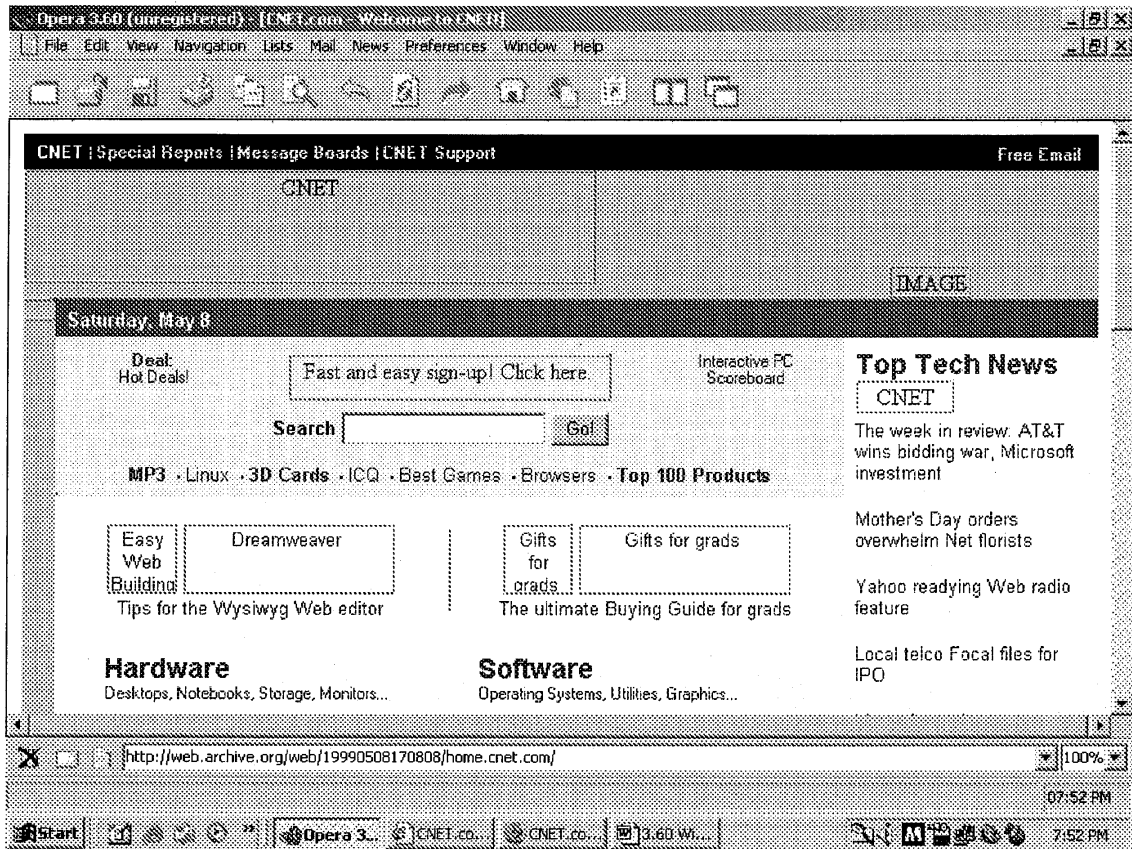 Opera 3.60 (unregistered) - [CNET.com - Welcome to CNET!]
File Edit View Navigation Lists Mail News Preferences Window Help
CNET | Special Reports | Message Boards | CNET Support Free Email
CNET
IMAGE
Saturday, May 8
Deal:
Hot Deals!
Fast and easy sign-up! Click here.
Interactive PC
Scoreboard
Search Go!
MP3 · Linux · 3D Cards · ICQ · Best Games · Browsers · Top 100 Products
Easy
Web
Building
Dreamweaver
Tips for the Wysiwyg Web editor
Gifts
for
grads
Gifts for grads
The ultimate Buying Guide for grads
Hardware
Desktops, Notebooks, Storage, Monitors...
Software
Operating Systems, Utilities, Graphics...
Top Tech News
CNET
The week in review: AT&T
wins bidding war, Microsoft
investment
Mother's Day orders
overwhelm Net florists
Yahoo readying Web radio
feature
Local telco Focal files for
IPO
http://web.archive.org/web/19990508170808/home.cnet.com/ 100%
07:52 PM
Start Opera 3... CNET.co... CNET.co... 3.60 Wi... 7:52 PM